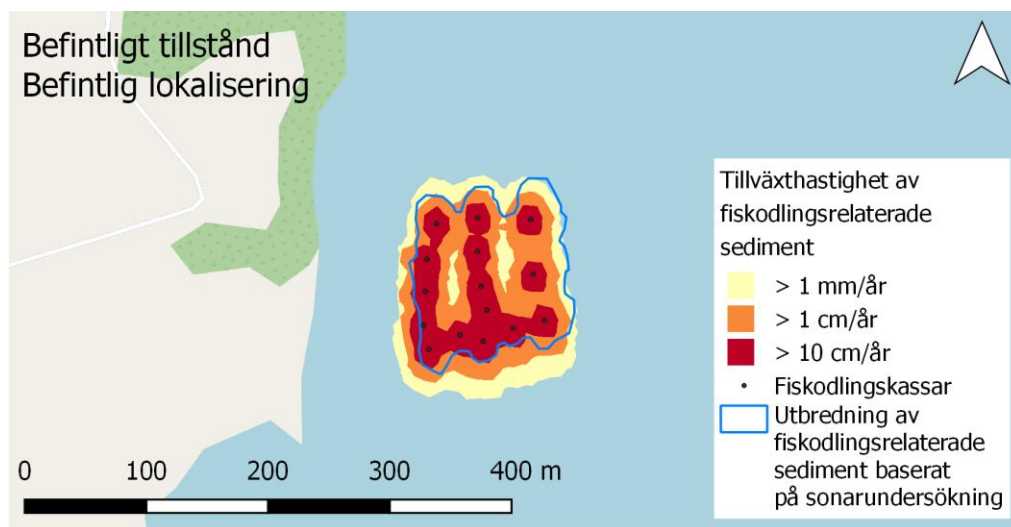 Befintligt tillstånd
Befintlig lokalisering
Tillväxthastighet av
fiskodlingsrelaterade
sediment
> 1 mm/år
> 1 cm/år
> 10 cm/år
Fiskodlingskassar
Utbredning av
fiskodlingsrelaterade
sediment baserat
på sonarundersökning
0 100 200 300 400 m